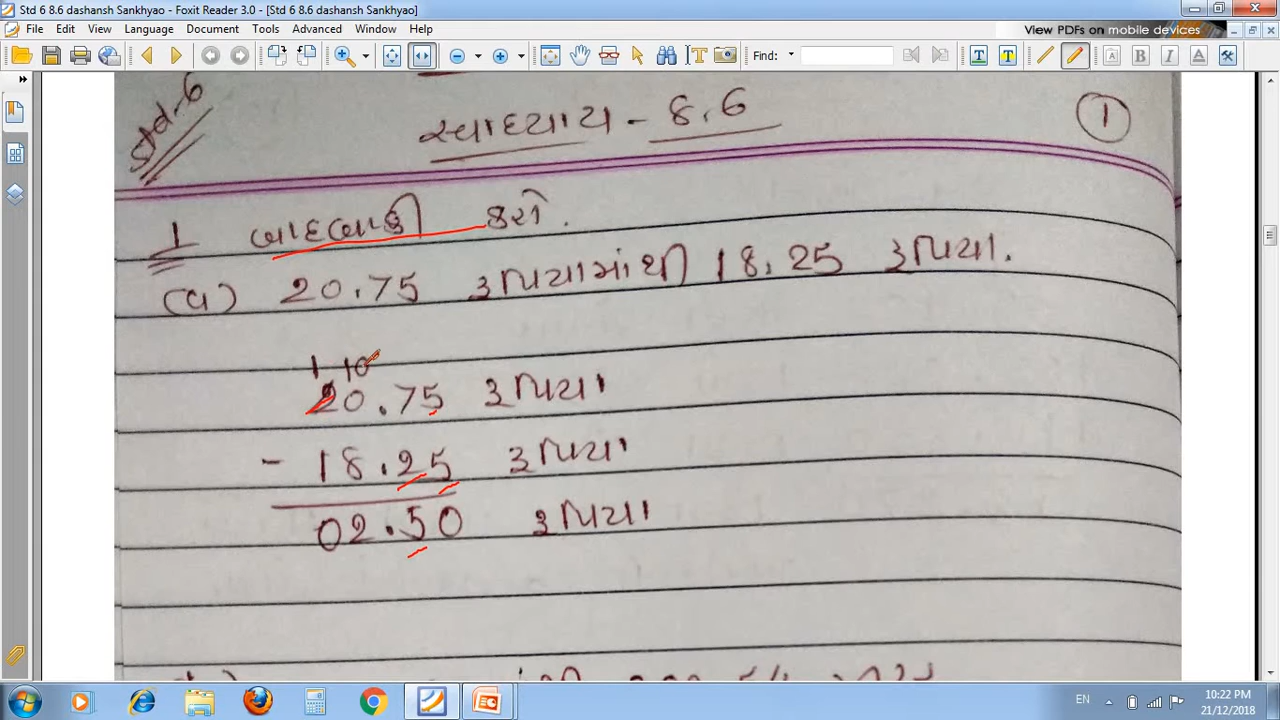 Std 6 8.6 dashansh Sankhyao - Foxit Reader 3.0 - [Std 6 8.6 dashansh Sankhyao]
File Edit View Language Document Tools Advanced Window Help
View PDFs on mobile devices
Find:
Std-6
સ્વાધ્યાય - 8.6
1
1 બાદબાકી કરો.
(a) 20.75 રૂપિયામાંથી 18.25 રૂપિયા.
1 10
20.75 રૂપિયા
- 18.25 રૂપિયા
02.50 રૂપિયા
EN
10:22 PM
21/12/2018